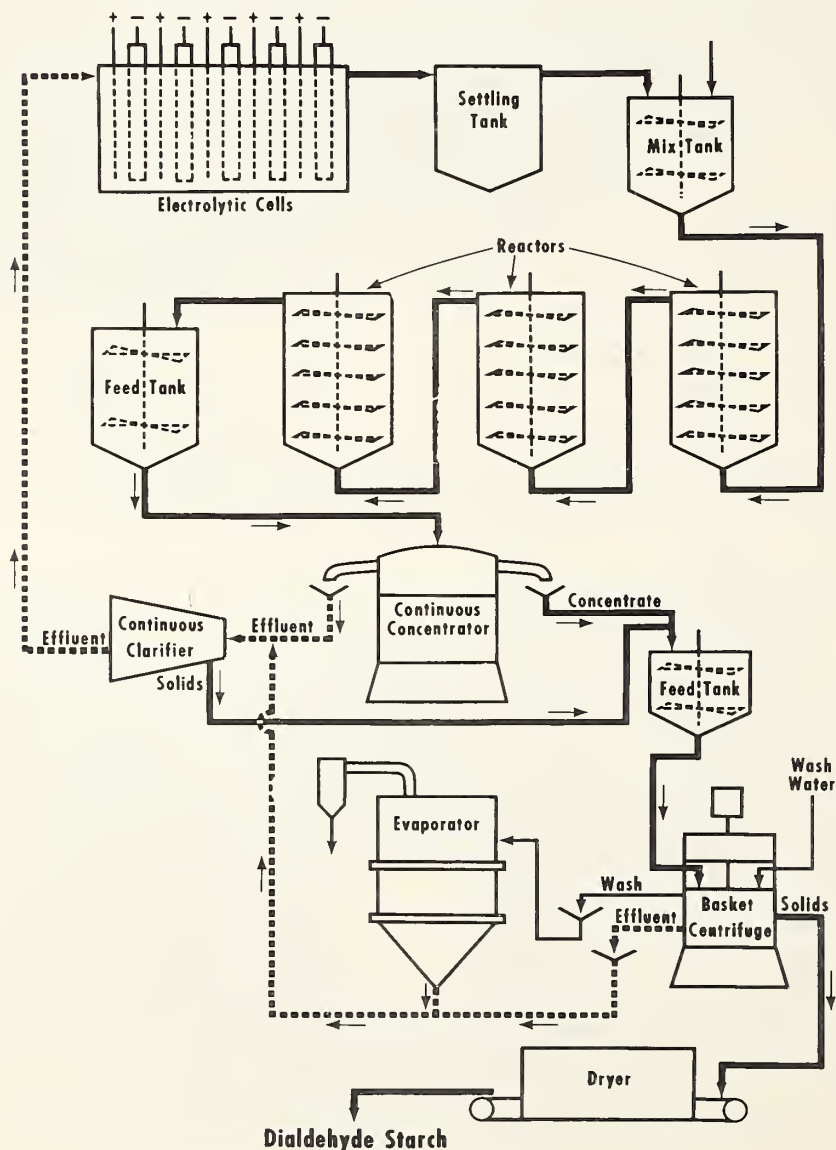 + − + − + − + − + −
Electrolytic Cells
Settling
Tank
Mix Tank
Reactors
Feed Tank
Continuous
Concentrator
Effluent
Continuous
Clarifier
Effluent
Solids
Concentrate
Feed Tank
Wash
Water
Evaporator
Wash
Effluent
Basket
Centrifuge
Solids
Dryer
Dialdehyde Starch